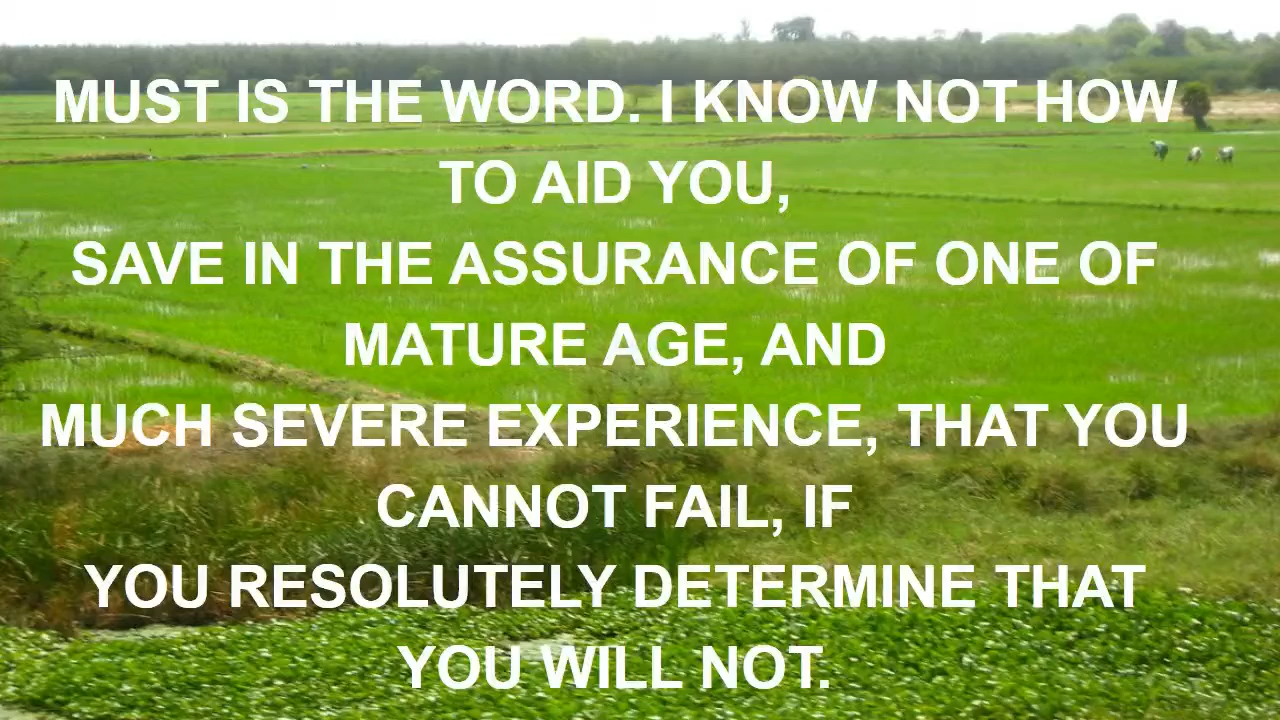 MUST IS THE WORD. I KNOW NOT HOW
TO AID YOU,
SAVE IN THE ASSURANCE OF ONE OF
MATURE AGE, AND
MUCH SEVERE EXPERIENCE, THAT YOU
CANNOT FAIL, IF
YOU RESOLUTELY DETERMINE THAT
YOU WILL NOT.